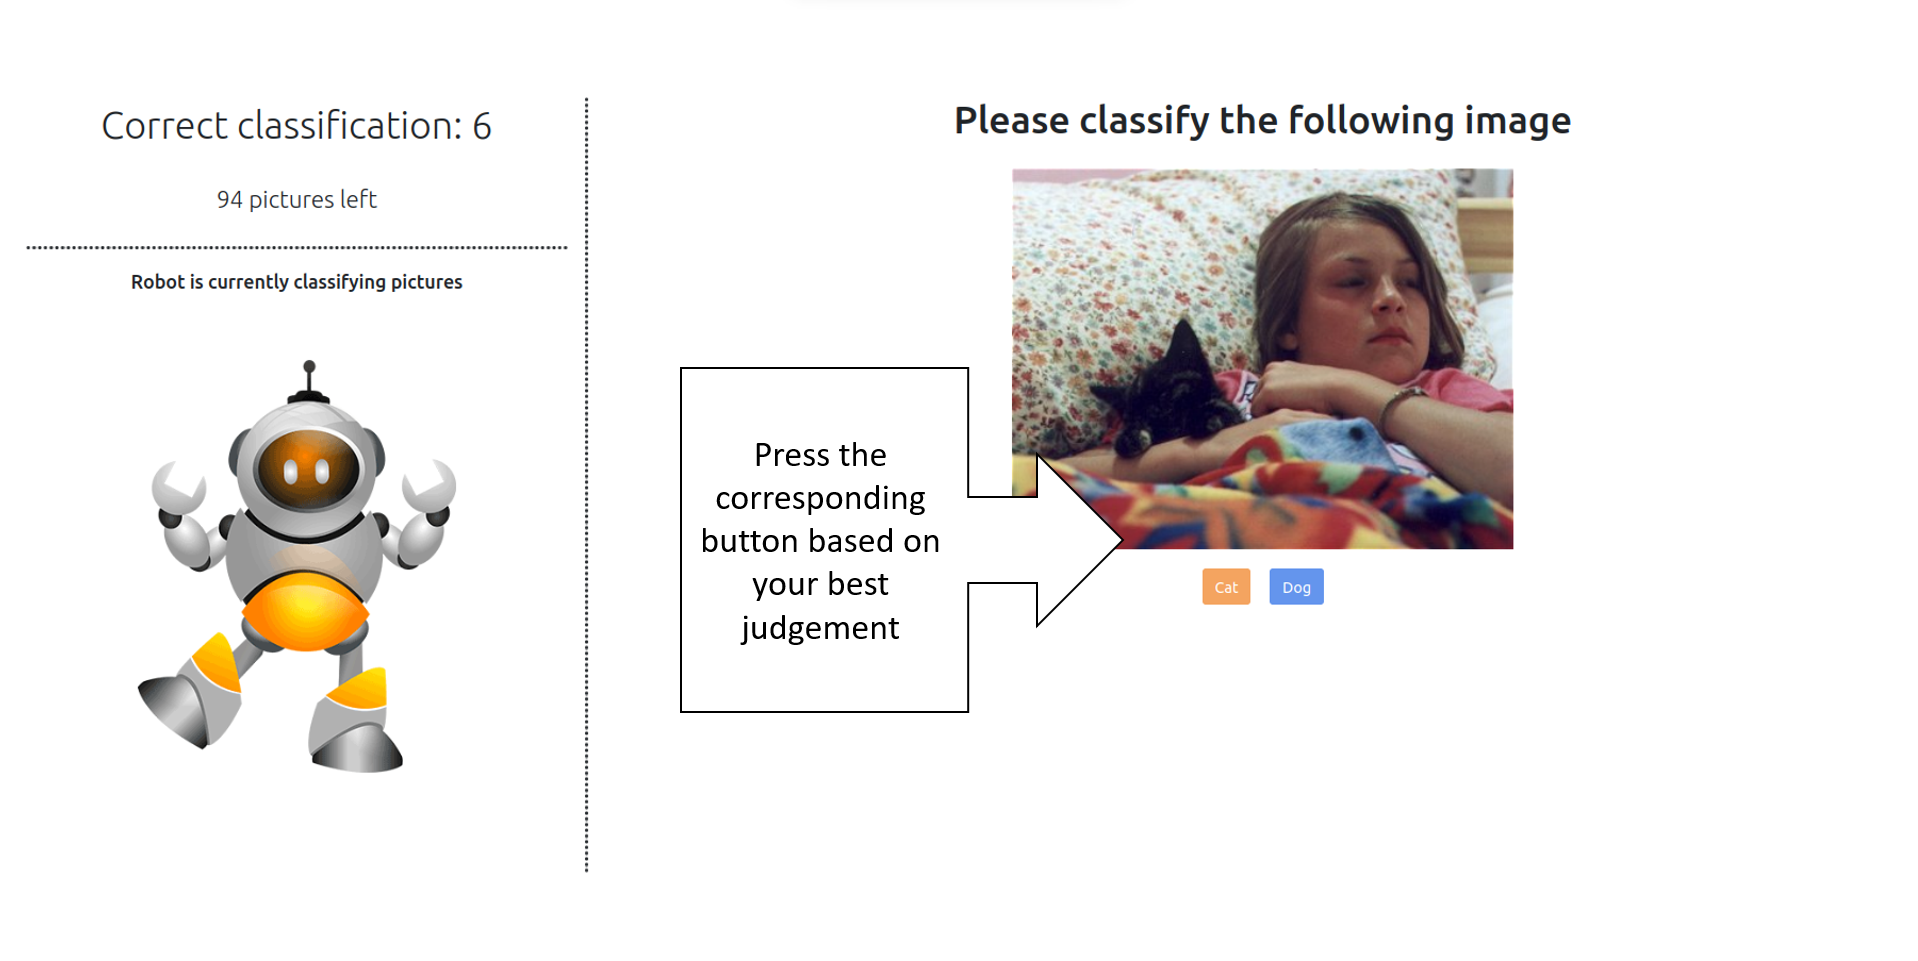 Correct classification: 6
94 pictures left
Robot is currently classifying pictures
Please classify the following image
Press the
corresponding
button based on
your best
judgement
Cat
Dog